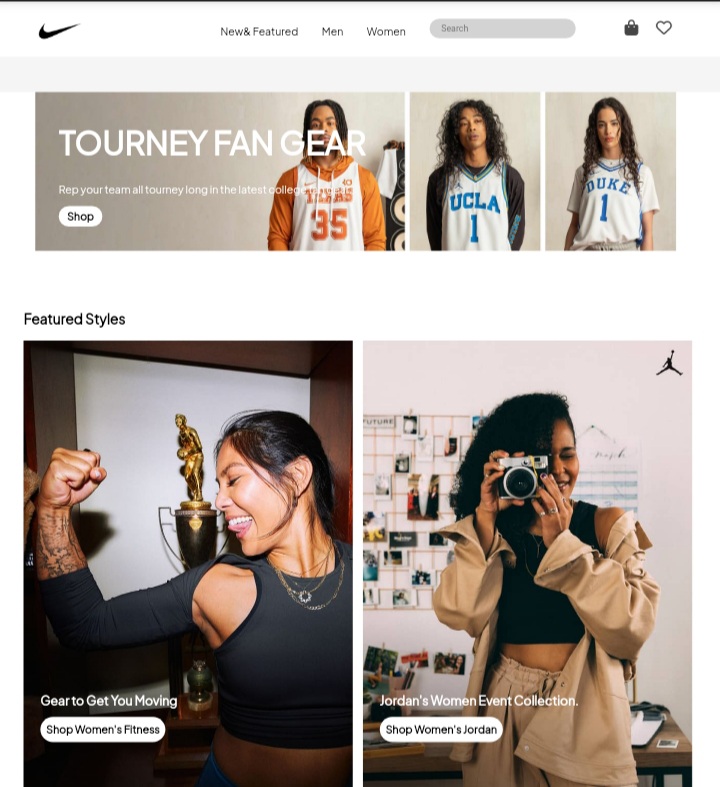 New& Featured
Men
Women
Search
TOURNEY FAN GEAR
Rep your team all tourney long in the latest college
Shop
35
UCLA
1
DUKE
1
Featured Styles
FUTURE
Gear to Get You Moving
Shop Women's Fitness
Jordan's Women Event Collection.
Shop Women's Jordan